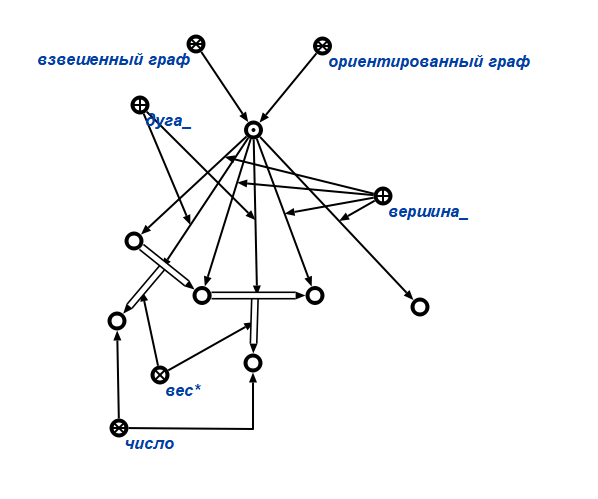 взвешенный граф
ориентированный граф
дуга_
вершина_
вес*
число